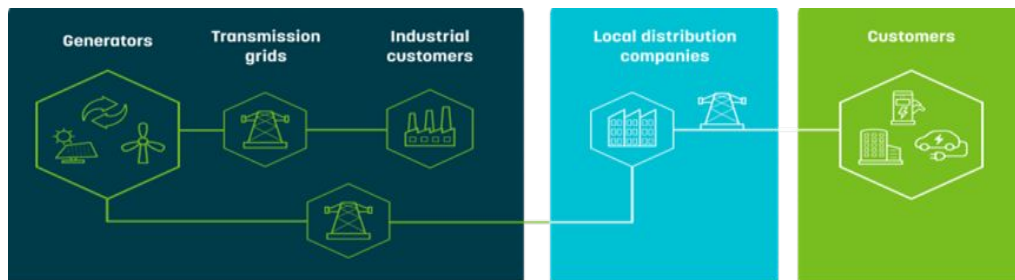 Generators
Transmission
grids
Industrial
customers
Local distribution
companies
Customers